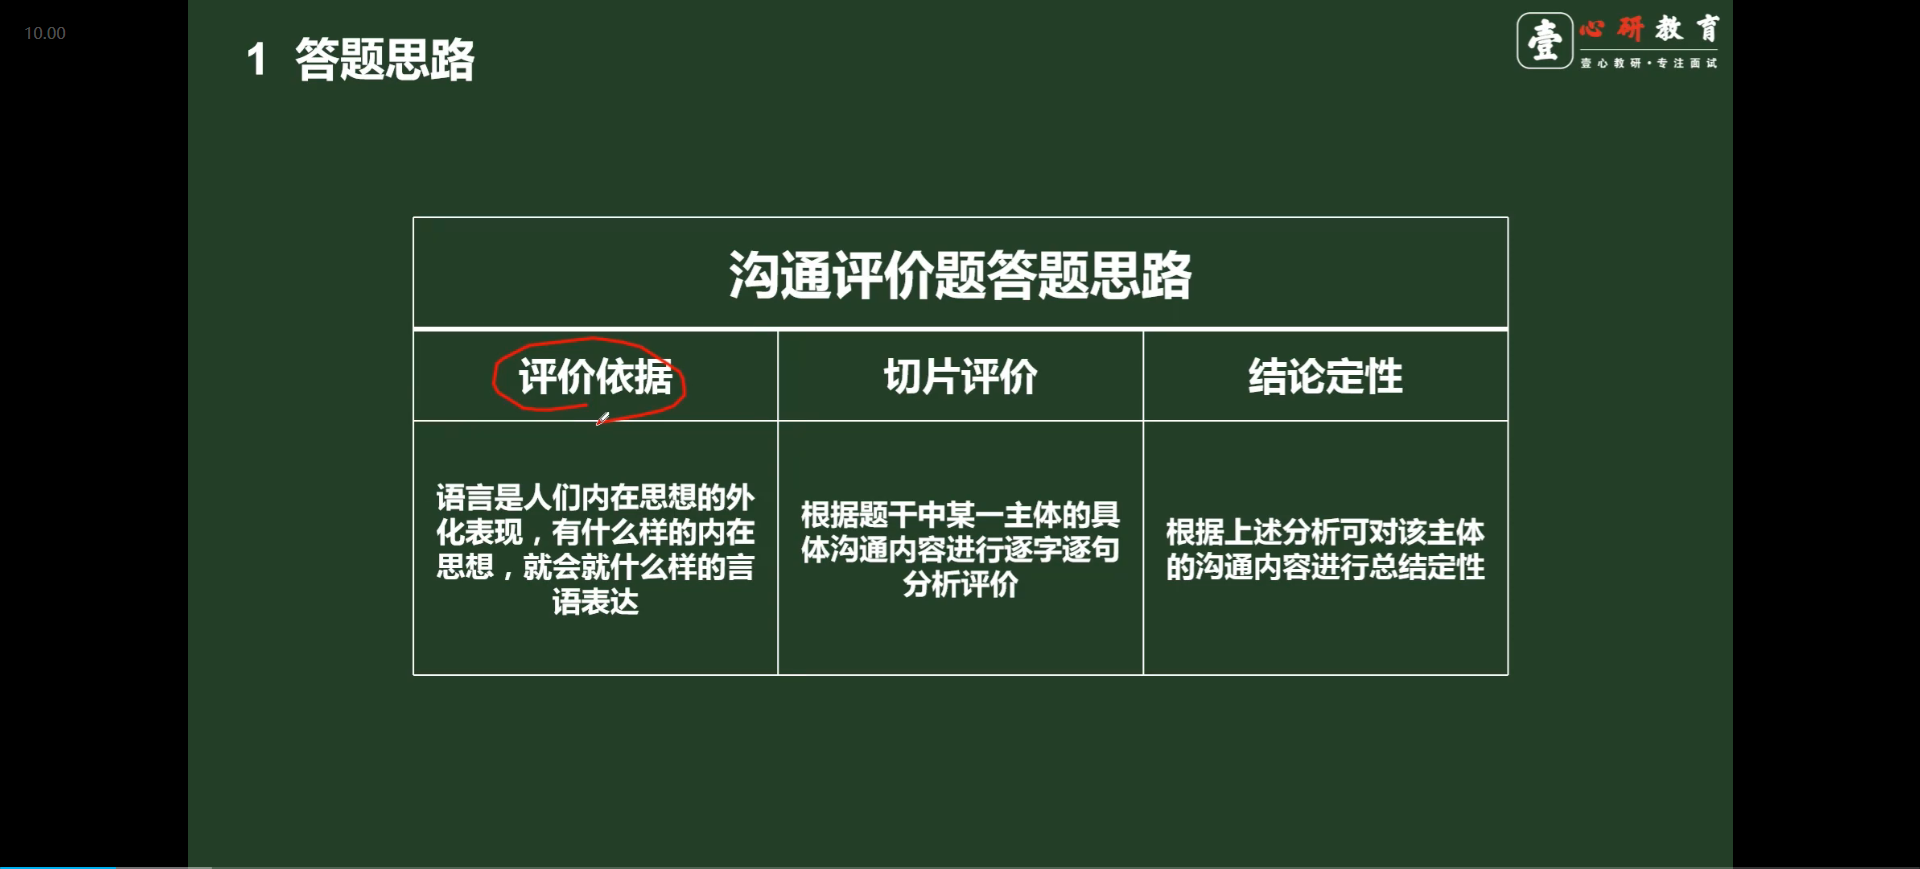 10.00
1 答题思路
壹
心研教育
壹心教研•专注面试
沟通评价题答题思路
评价依据
切片评价
结论定性
语言是人们内在思想的外
化表现，有什么样的内在
思想，就会就什么样的言
语表达
根据题干中某一主体的具
体沟通内容进行逐字逐句
分析评价
根据上述分析可对该主体
的沟通内容进行总结定性